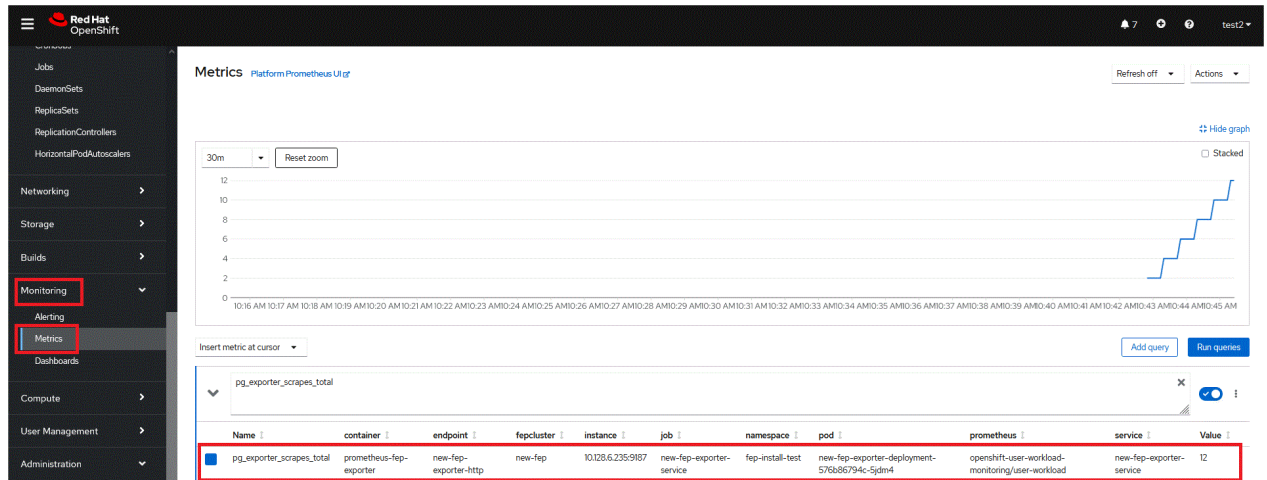 Red Hat
OpenShift
7
test2
CronJobs
Jobs
DaemonSets
ReplicaSets
ReplicationControllers
HorizontalPodAutoscalers
Networking
Storage
Builds
Monitoring
Alerting
Metrics
Dashboards
Compute
User Management
Administration
Metrics Platform Prometheus UI
Refresh off Actions
Hide graph
30m Reset zoom Stacked
12
10
8
6
4
2
0
10:16 AM 10:17 AM 10:18 AM 10:19 AM 10:20 AM 10:21 AM 10:22 AM 10:23 AM 10:24 AM 10:25 AM 10:26 AM 10:27 AM 10:28 AM 10:29 AM 10:30 AM 10:31 AM 10:32 AM 10:33 AM 10:34 AM 10:35 AM 10:36 AM 10:37 AM 10:38 AM 10:39 AM 10:40 AM 10:41 AM 10:42 AM 10:43 AM 10:44 AM 10:45 AM
Insert metric at cursor Add query Run queries
pg_exporter_scrapes_total
Name container endpoint fepcluster instance job namespace pod prometheus service Value
pg_exporter_scrapes_total prometheus-fep- new-fep- new-fep 10.128.6.235:9187 new-fep-exporter- fep-install-test new-fep-exporter-deployment- openshift-user-workload- new-fep-exporter- 12
exporter exporter-http service 576b86794c-5jdm4 monitoring/user-workload service